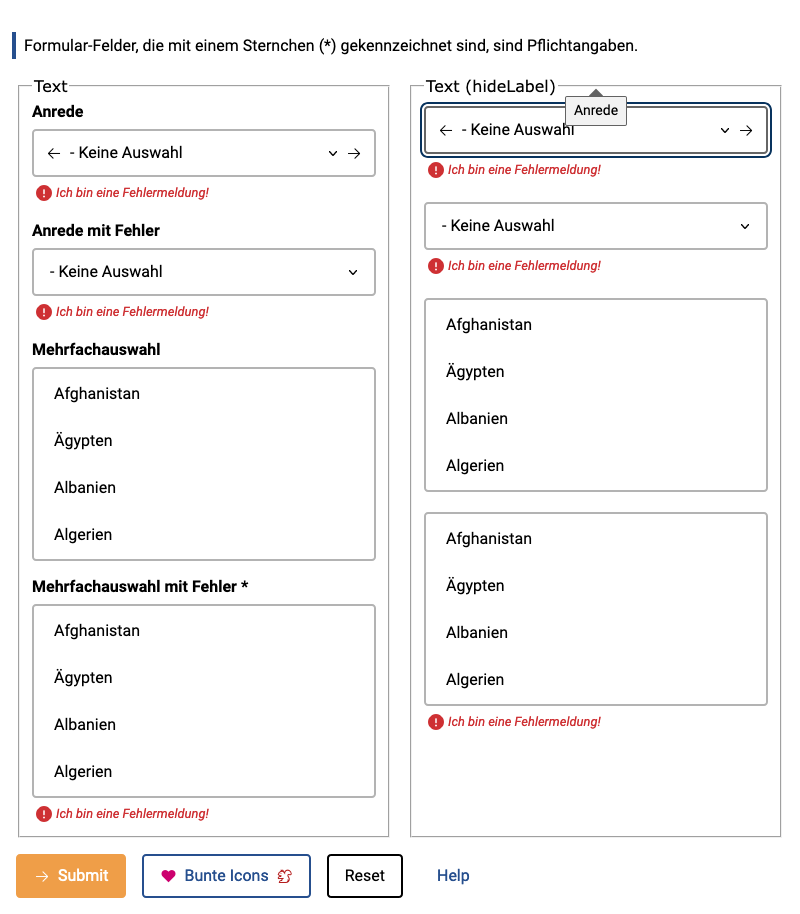 Formular-Felder, die mit einem Sternchen (*) gekennzeichnet sind, sind Pflichtangaben.
Text
Anrede
- Keine Auswahl
Ich bin eine Fehlermeldung!
Anrede mit Fehler
- Keine Auswahl
Ich bin eine Fehlermeldung!
Mehrfachauswahl
Afghanistan
Ägypten
Albanien
Algerien
Mehrfachauswahl mit Fehler *
Afghanistan
Ägypten
Albanien
Algerien
Ich bin eine Fehlermeldung!
Text (hideLabel)
Anrede
- Keine Auswahl
Ich bin eine Fehlermeldung!
- Keine Auswahl
Ich bin eine Fehlermeldung!
Afghanistan
Ägypten
Albanien
Algerien
Afghanistan
Ägypten
Albanien
Algerien
Ich bin eine Fehlermeldung!
Submit
Bunte Icons
Reset
Help